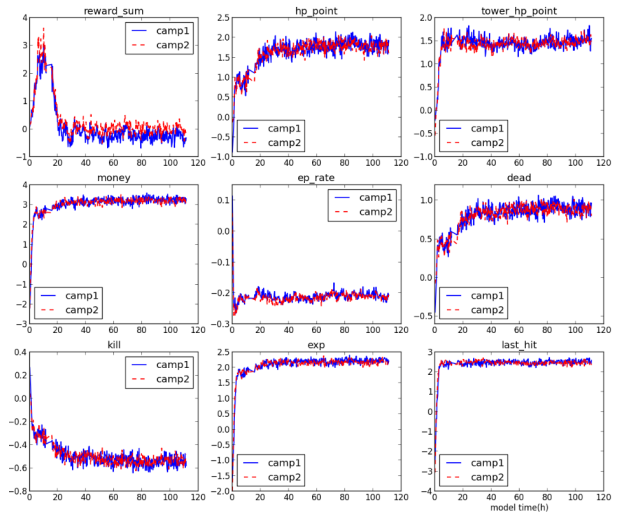 reward_sum
4
3
2
1
0
−1
0 20 40 60 80 100 120
camp1
camp2
hp_point
2.5
2.0
1.5
1.0
0.5
0.0
−0.5
−1.0
0 20 40 60 80 100 120
camp1
camp2
tower_hp_point
2.0
1.5
1.0
0.5
0.0
−0.5
−1.0
0 20 40 60 80 100 120
camp1
camp2
money
4
3
2
1
0
−1
−2
−3
0 20 40 60 80 100 120
camp1
camp2
ep_rate
0.1
0.0
−0.1
−0.2
−0.3
0 20 40 60 80 100 120
camp1
camp2
dead
1.0
0.5
0.0
−0.5
0 20 40 60 80 100 120
camp1
camp2
kill
0.4
0.2
0.0
−0.2
−0.4
−0.6
−0.8
0 20 40 60 80 100 120
camp1
camp2
exp
2.5
2.0
1.5
1.0
0.5
0.0
−0.5
−1.0
−1.5
−2.0
0 20 40 60 80 100 120
camp1
camp2
last_hit
3
2
1
0
−1
−2
−3
−4
0 20 40 60 80 100 120
camp1
camp2
model time(h)